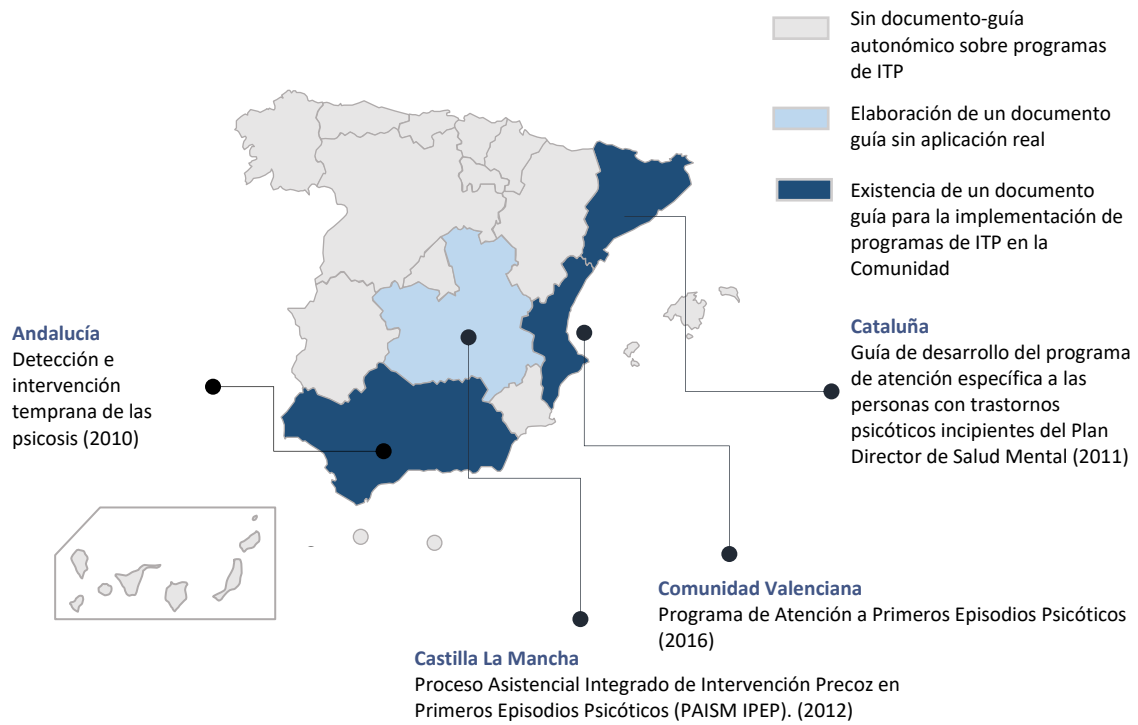 Sin documento-guía
autonómico sobre programas
de ITP
Elaboración de un documento
guía sin aplicación real
Existencia de un documento
guía para la implementación de
programas de ITP en la
Comunidad
Andalucía
Detección e
intervención
temprana de las
psicosis (2010)
Cataluña
Guía de desarrollo del programa
de atención específica a las
personas con trastornos
psicóticos incipientes del Plan
Director de Salud Mental (2011)
Comunidad Valenciana
Programa de Atención a Primeros Episodios Psicóticos
(2016)
Castilla La Mancha
Proceso Asistencial Integrado de Intervención Precoz en
Primeros Episodios Psicóticos (PAISM IPEP). (2012)